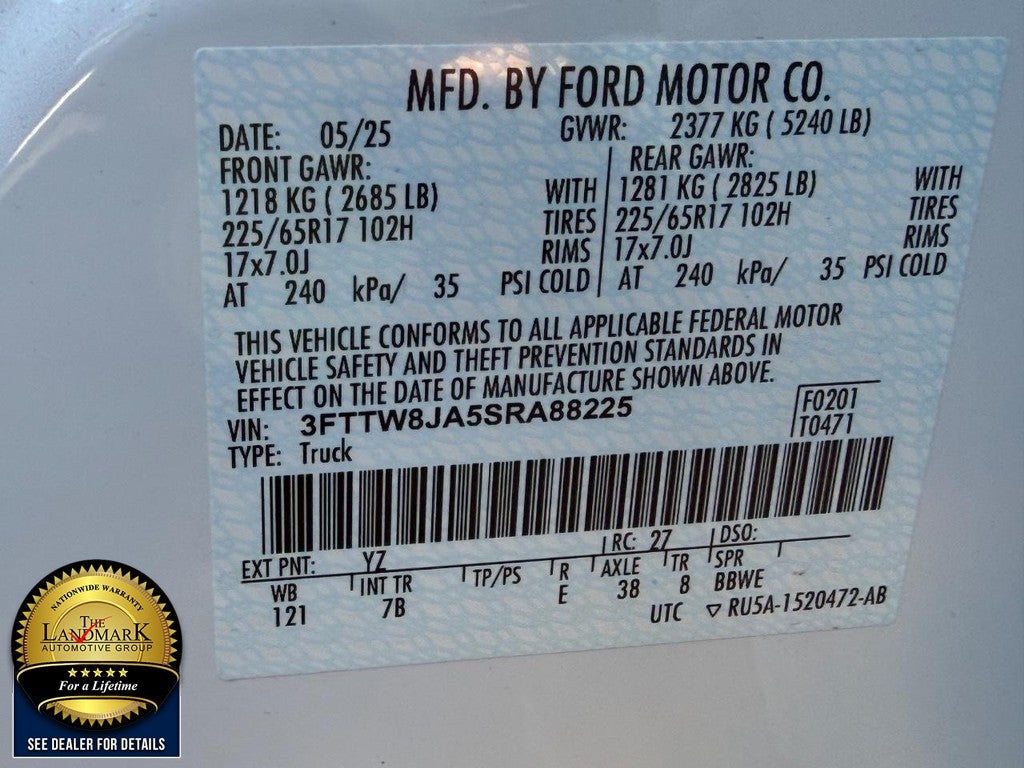 MFD. BY FORD MOTOR CO.
DATE: 05/25 GVWR: 2377 KG ( 5240 LB)
FRONT GAWR: REAR GAWR:
1218 KG ( 2685 LB) WITH 1281 KG ( 2825 LB) WITH
225/65R17 102H TIRES 225/65R17 102H TIRES
17x7.0J RIMS 17x7.0J RIMS
AT 240 kPa/ 35 PSI COLD AT 240 kPa/ 35 PSI COLD
THIS VEHICLE CONFORMS TO ALL APPLICABLE FEDERAL MOTOR
VEHICLE SAFETY AND THEFT PREVENTION STANDARDS IN
EFFECT ON THE DATE OF MANUFACTURE SHOWN ABOVE.
VIN: 3FTTW8JA5SRA88225 F0201
TYPE: Truck T0471
EXT PNT: YZ RC: 27 DSO:
WB INT TR TP/PS R AXLE TR SPR
121 7B E 38 8 BBWE
UTC ▽ RU5A-1520472-AB
NATIONWIDE WARRANTY
THE
LANDMARK
AUTOMOTIVE GROUP
★★★★★
For a Lifetime
SEE DEALER FOR DETAILS